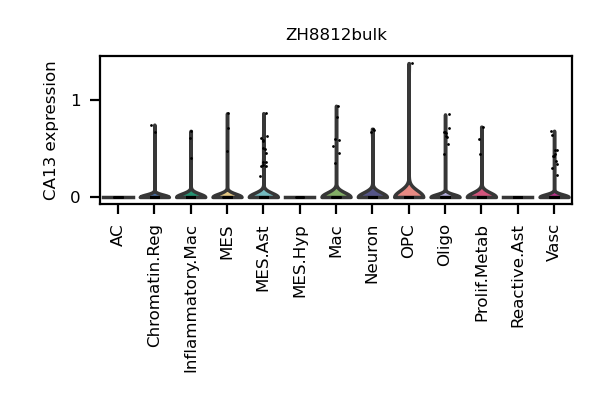 ZH8812bulk
CA13 expression
1
0
AC
Chromatin.Reg
Inflammatory.Mac
MES
MES.Ast
MES.Hyp
Mac
Neuron
OPC
Oligo
Prolif.Metab
Reactive.Ast
Vasc